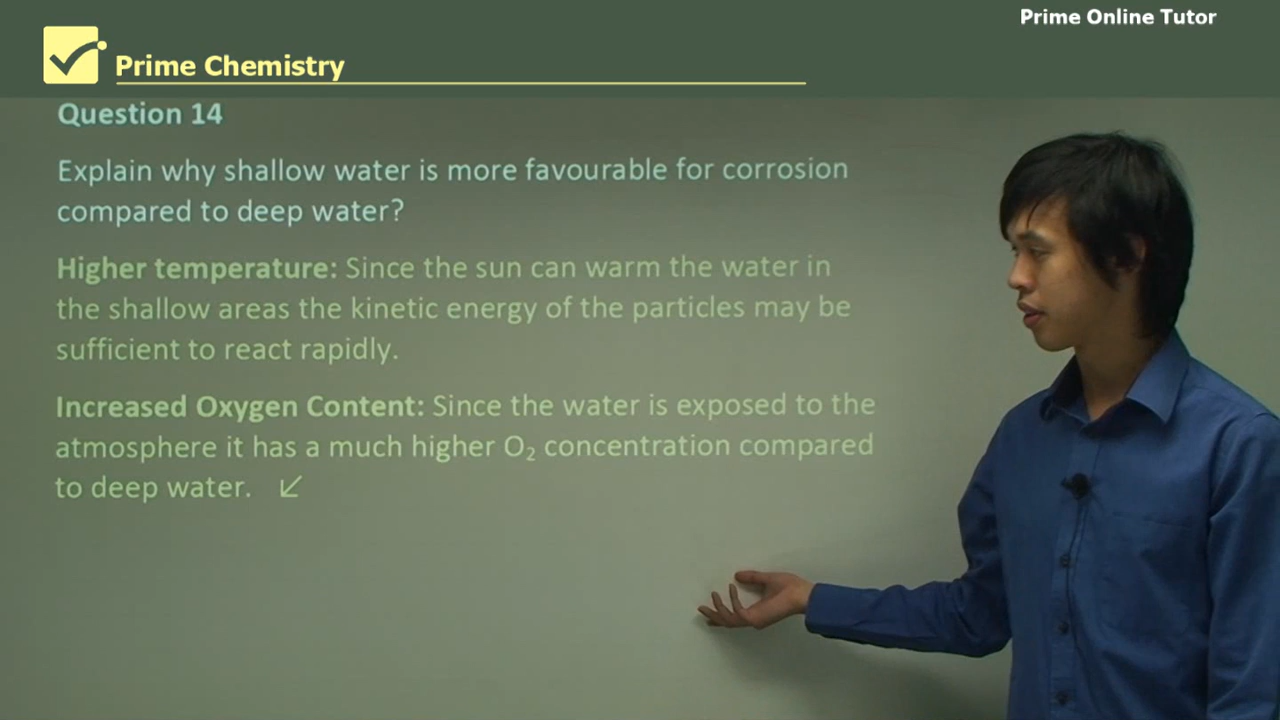 Prime Online Tutor
Prime Chemistry
Question 14
Explain why shallow water is more favourable for corrosion
compared to deep water?
Higher temperature: Since the sun can warm the water in
the shallow areas the kinetic energy of the particles may be
sufficient to react rapidly.
Increased Oxygen Content: Since the water is exposed to the
atmosphere it has a much higher O₂ concentration compared
to deep water. ↙